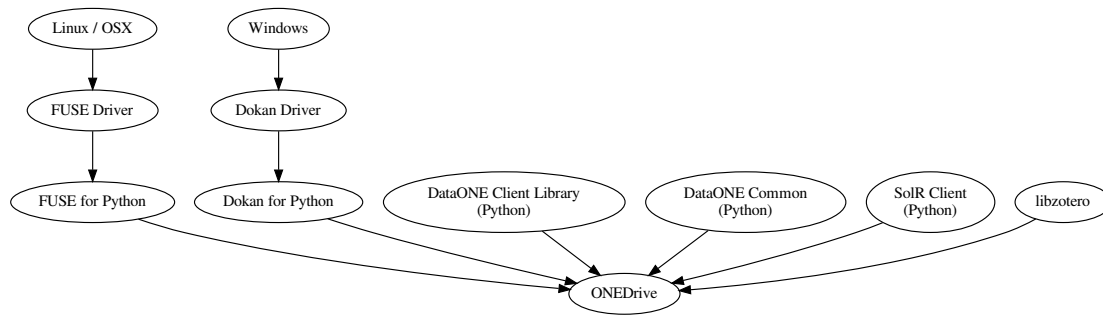 Linux / OSX
Windows
FUSE Driver
Dokan Driver
FUSE for Python
Dokan for Python
DataONE Client Library
(Python)
DataONE Common
(Python)
SolR Client
(Python)
libzotero
ONEDrive